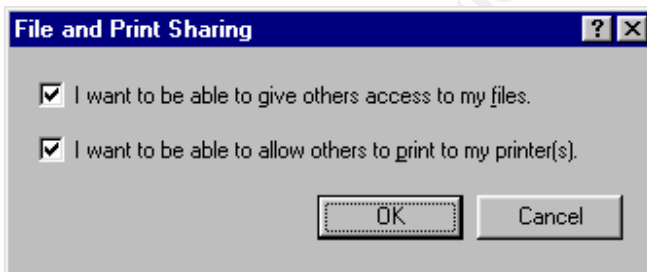 File and Print Sharing
I want to be able to give others access to my files.
I want to be able to allow others to print to my printer(s).
OK Cancel